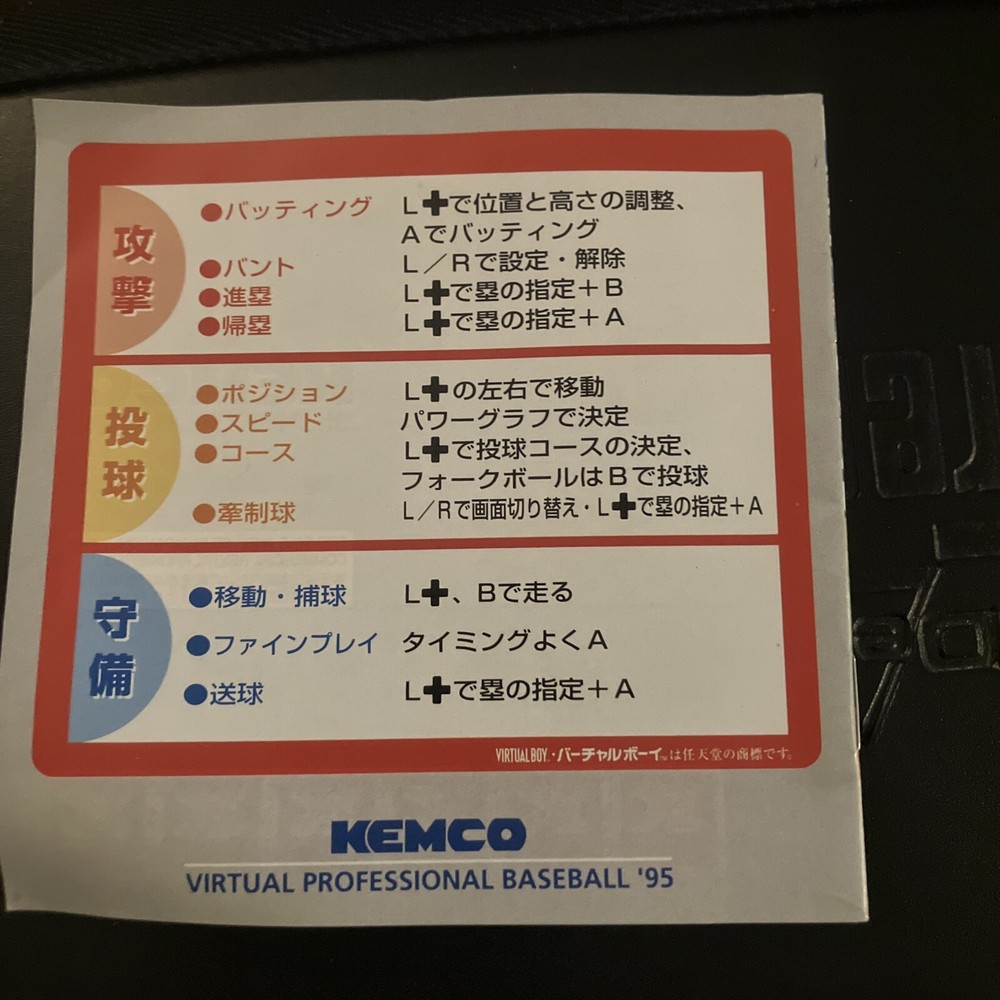 攻撃
●バッティング L✚で位置と高さの調整、
Aでバッティング
●バント L／Rで設定・解除
●進塁 L✚で塁の指定＋B
●帰塁 L✚で塁の指定＋A
投球
●ポジション L✚の左右で移動
●スピード パワーグラフで決定
●コース L✚で投球コースの決定、
フォークボールはBで投球
●牽制球 L／Rで画面切り替え・L✚で塁の指定＋A
守備
●移動・捕球 L✚、Bで走る
●ファインプレイ タイミングよくA
●送球 L✚で塁の指定＋A
VIRTUAL BOY・バーチャルボーイ™は任天堂の商標です。
KEMCO
VIRTUAL PROFESSIONAL BASEBALL '95